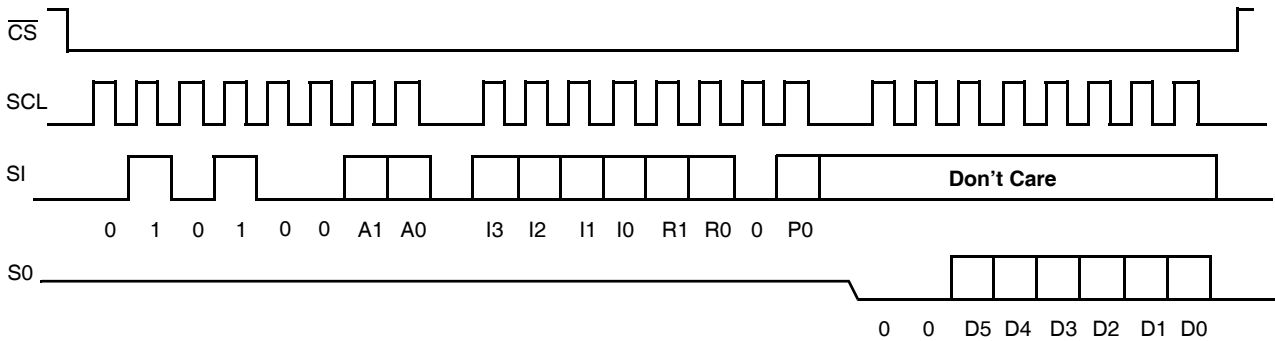 CS
SCL
SI
Don't Care
0 1 0 1 0 0 A1 A0 I3 I2 I1 I0 R1 R0 0 P0
S0
0 0 D5 D4 D3 D2 D1 D0